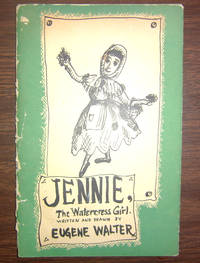 JENNIE,
The Watercress Girl.
WRITTEN AND DRAWN BY
EUGENE WALTER